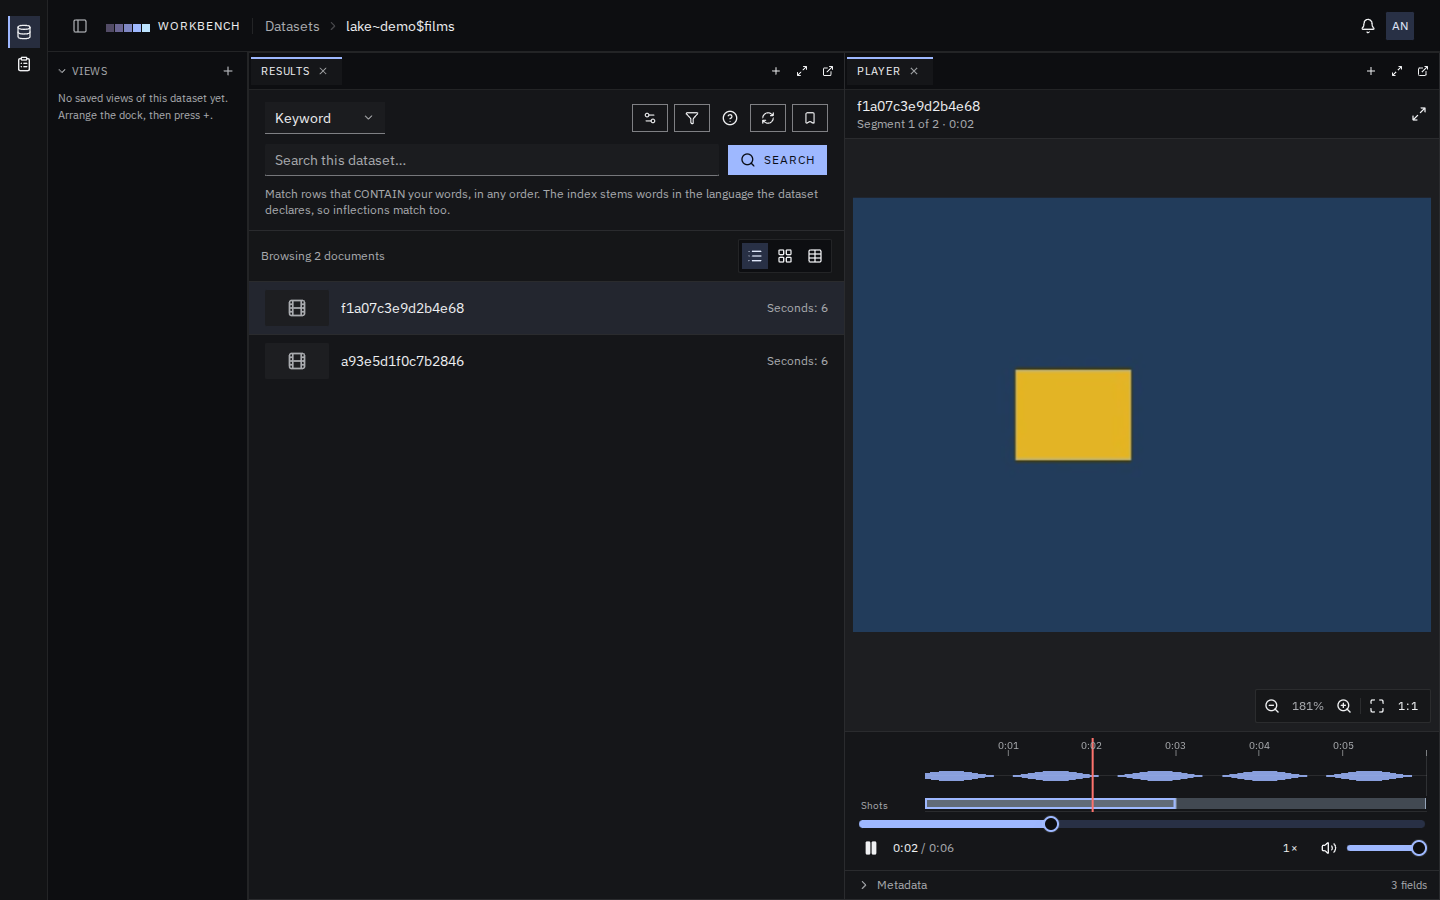 WORKBENCH
Datasets
lake~demo$films
AN
VIEWS
No saved views of this dataset yet.
Arrange the dock, then press +.
RESULTS
Keyword
Search this dataset...
SEARCH
Match rows that CONTAIN your words, in any order. The index stems words in the language the dataset
declares, so inflections match too.
Browsing 2 documents
f1a07c3e9d2b4e68
Seconds: 6
a93e5d1f0c7b2846
Seconds: 6
PLAYER
f1a07c3e9d2b4e68
Segment 1 of 2 · 0:02
181%
1:1
0:01
0:02
0:03
0:04
0:05
Shots
0:02 / 0:06
1×
Metadata
3 fields